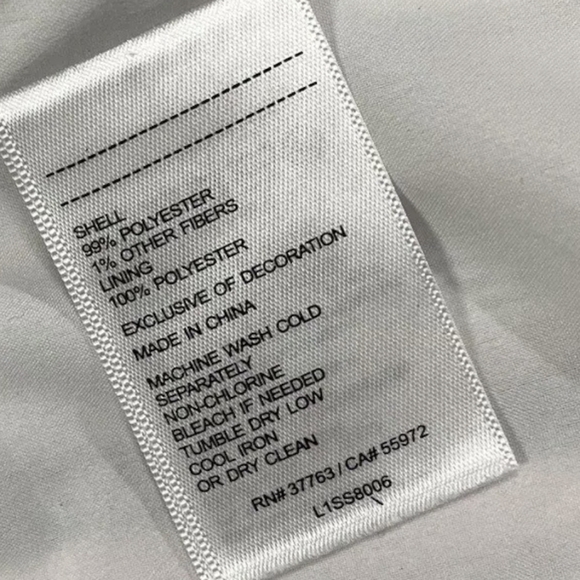 SHELL
99% POLYESTER
1% OTHER FIBERS
LINING
100% POLYESTER
EXCLUSIVE OF DECORATION
MADE IN CHINA
MACHINE WASH COLD
SEPARATELY
NON-CHLORINE
BLEACH IF NEEDED
TUMBLE DRY LOW
COOL IRON
OR DRY CLEAN
RN# 37763 / CA# 55972
L1SS8006